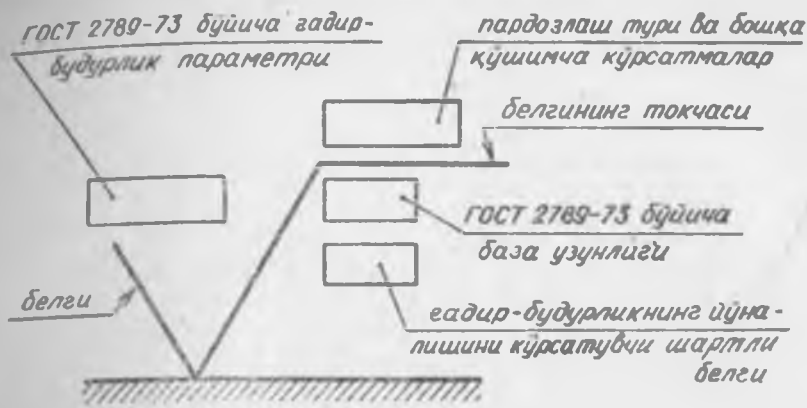 ГОСТ 2789-73 бўйича ғадир-
будурлик параметри
пардозлаш тури ва бошқа
қўшимча кўрсатмалар
белгининг токчаси
ГОСТ 2789-73 бўйича
база узунлиги
белги
ғадир-будурликнинг йўна-
лишини кўрсатувчи шартли
белги